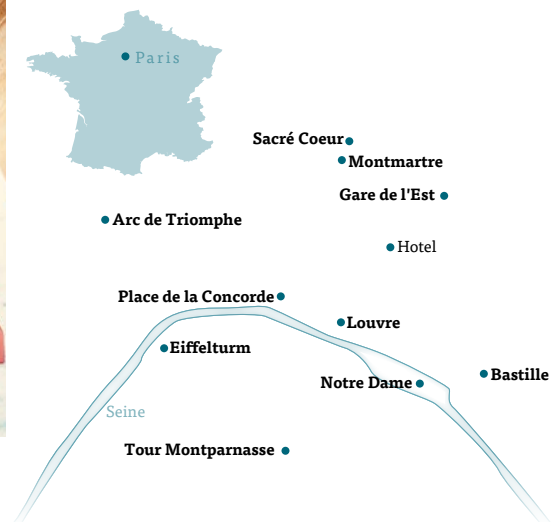 Paris
Sacré Coeur
Montmartre
Gare de l'Est
Arc de Triomphe
Hotel
Place de la Concorde
Louvre
Eiffelturm
Bastille
Notre Dame
Seine
Tour Montparnasse